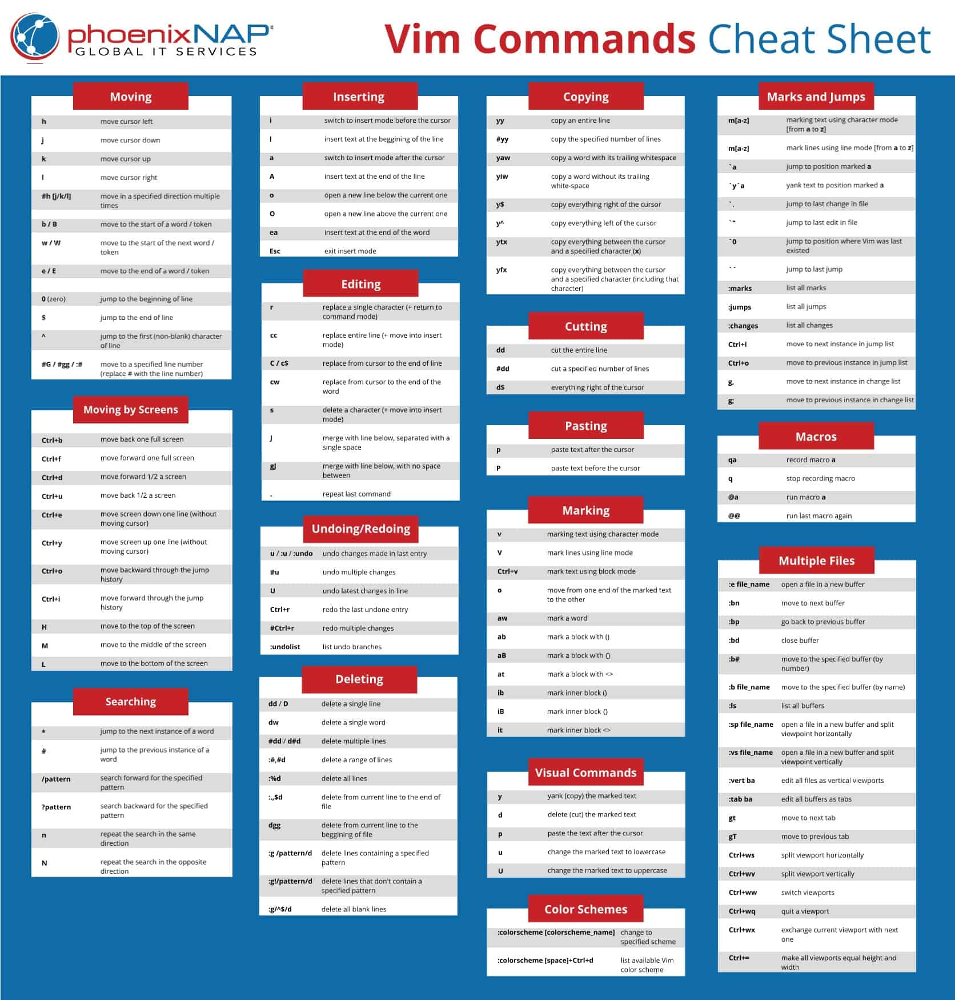 phoenixNAP
GLOBAL IT SERVICES
Vim Commands Cheat Sheet
Moving
h move cursor left
j move cursor down
k move cursor up
l move cursor right
#h [j/k/l] move in a specified direction multiple
times
b / B move to the start of a word / token
w / W move to the start of the next word /
token
e / E move to the end of a word / token
0 (zero) jump to the beginning of line
$ jump to the end of line
^ jump to the first (non-blank) character
of line
#G / #gg / :# move to a specified line number
(replace # with the line number)
Moving by Screens
Ctrl+b move back one full screen
Ctrl+f move forward one full screen
Ctrl+d move forward 1/2 a screen
Ctrl+u move back 1/2 a screen
Ctrl+e move screen down one line (without
moving cursor)
Ctrl+y move screen up one line (without
moving cursor)
Ctrl+o move backward through the jump
history
Ctrl+i move forward through the jump
history
H move to the top of the screen
M move to the middle of the screen
L move to the bottom of the screen
Searching
* jump to the next instance of a word
# jump to the previous instance of a
word
/pattern search forward for the specified
pattern
?pattern search backward for the specified
pattern
n repeat the search in the same
direction
N repeat the search in the opposite
direction
Inserting
i switch to insert mode before the cursor
I insert text at the beggining of the line
a switch to insert mode after the cursor
A insert text at the end of the line
o open a new line below the current one
O open a new line above the current one
ea insert text at the end of the word
Esc exit insert mode
Editing
r replace a single character (+ return to
command mode)
cc replace entire line (+ move into insert
mode)
C / c$ replace from cursor to the end of line
cw replace from cursor to the end of the
word
s delete a character (+ move into insert
mode)
J merge with line below, separated with a
single space
gJ merge with line below, with no space
between
. repeat last command
Undoing/Redoing
u / :u / :undo undo changes made in last entry
#u undo multiple changes
U undo latest changes in line
Ctrl+r redo the last undone entry
#Ctrl+r redo multiple changes
:undolist list undo branches
Deleting
dd / D delete a single line
dw delete a single word
#dd / d#d delete multiple lines
:#,#d delete a range of lines
:%d delete all lines
:.,$d delete from current line to the end of
file
dgg delete from current line to the
beggining of file
:g /pattern/d delete lines containing a specified
pattern
:g!/pattern/d delete lines that don't contain a
specified pattern
:g/^$/d delete all blank lines
Copying
yy copy an entire line
#yy copy the specified number of lines
yaw copy a word with its trailing whitespace
yiw copy a word without its trailing
white-space
y$ copy everything right of the cursor
y^ copy everything left of the cursor
ytx copy everything between the cursor
and a specified character (x)
yfx copy everything between the cursor
and a specified character (including that
character)
Cutting
dd cut the entire line
#dd cut a specified number of lines
d$ everything right of the cursor
Pasting
p paste text after the cursor
P paste text before the cursor
Marking
v marking text using character mode
V mark lines using line mode
Ctrl+v mark text using block mode
o move from one end of the marked text
to the other
aw mark a word
ab mark a block with ()
aB mark a block with {}
at mark a block with <>
ib mark inner block ()
iB mark inner block {}
it mark inner block <>
Visual Commands
y yank (copy) the marked text
d delete (cut) the marked text
p paste the text after the cursor
u change the marked text to lowercase
U change the marked text to uppercase
Color Schemes
:colorscheme [colorscheme_name] change to
specified scheme
:colorscheme [space]+Ctrl+d list available Vim
color scheme
Marks and Jumps
m[a-z] marking text using character mode
[from a to z]
m[a-z] mark lines using line mode [from a to z]
`a jump to position marked a
`y`a yank text to position marked a
`. jump to last change in file
`" jump to last edit in file
`0 jump to position where Vim was last
existed
`` jump to last jump
:marks list all marks
:jumps list all jumps
:changes list all changes
Ctrl+I move to next instance in jump list
Ctrl+o move to previous instance in jump list
g, move to next instance in change list
g; move to previous instance in change list
Macros
qa record macro a
q stop recording macro
@a run macro a
@@ run last macro again
Multiple Files
:e file_name open a file in a new buffer
:bn move to next buffer
:bp go back to previous buffer
:bd close buffer
:b# move to the specified buffer (by
number)
:b file_name move to the specified buffer (by name)
:ls list all buffers
:sp file_name open a file in a new buffer and split
viewpoint horizontally
:vs file_name open a file in a new buffer and split
viewpoint vertically
:vert ba edit all files as vertical viewports
:tab ba edit all buffers as tabs
gt move to next tab
gT move to previous tab
Ctrl+ws split viewport horizontally
Ctrl+wv split viewport vertically
Ctrl+ww switch viewports
Ctrl+wq quit a viewport
Ctrl+wx exchange current viewport with next
one
Ctrl+= make all viewports equal height and
width